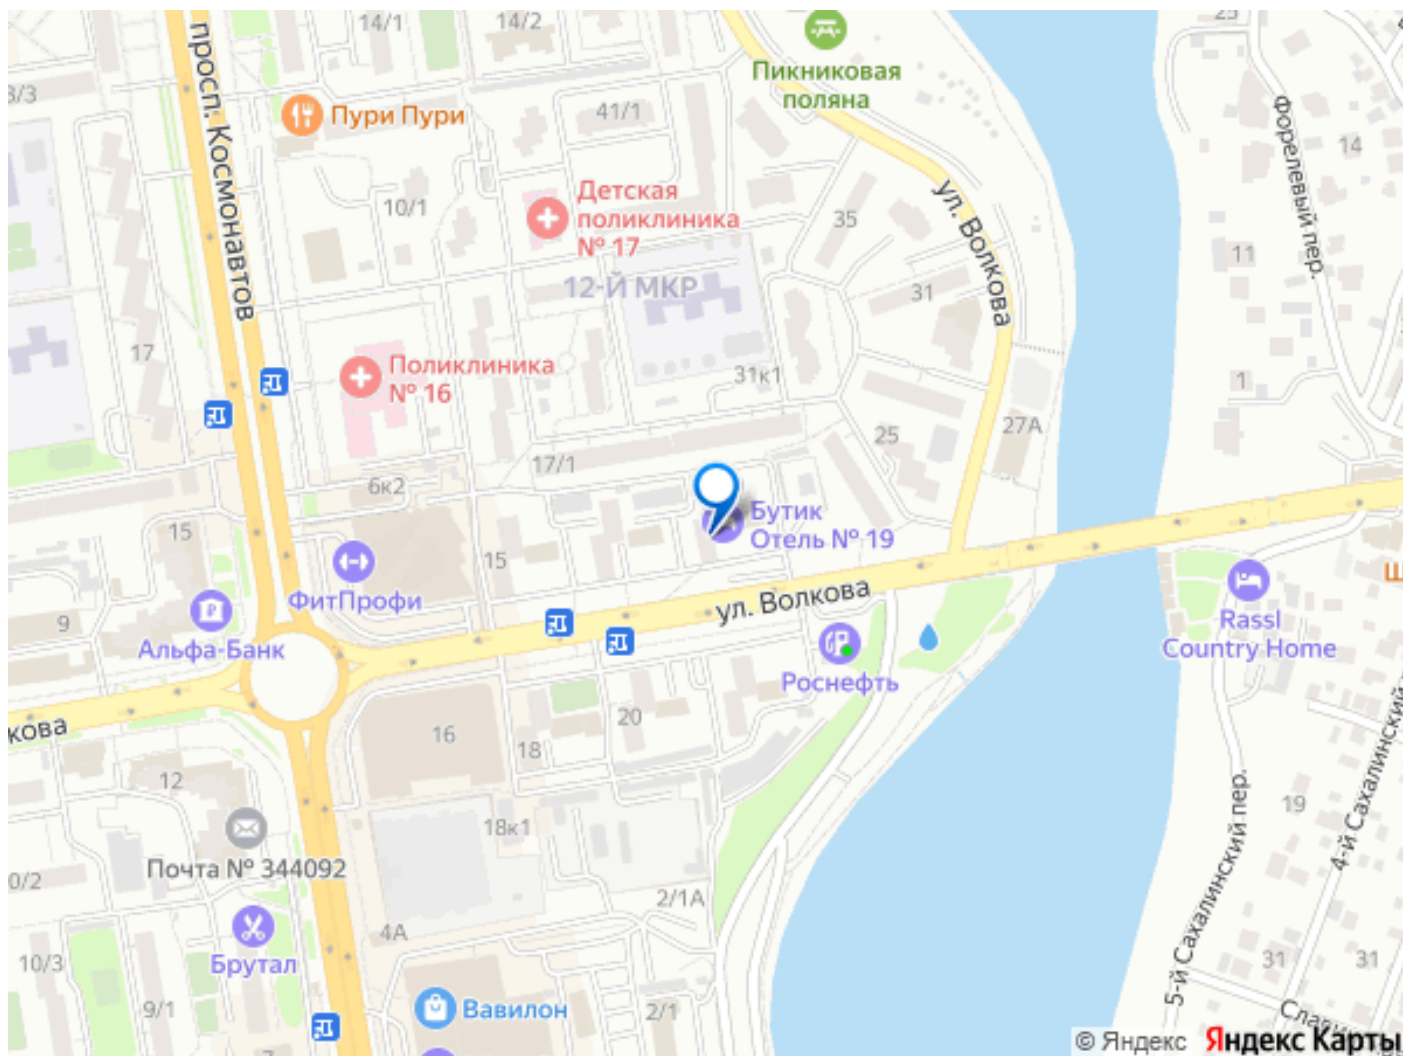 14/1
14/2
25
просп. Космонавтов
3/3
Пури Пури
41/1
Пикниковая
поляна
Форелевый пер.
14
Детская
поликлиника
№ 17
10/1
35
ул. Волкова
11
12-Й МКР
31
17
Поликлиника
№ 16
31к1
1
27А
25
17/1
6к2
Бутик
Отель № 19
15
15
ФитПрофи
9
Альфа-Банк
ул. Волкова
Роснефть
Rassl
Country Home
Ш
кова
20
16
18
12
18к1
19
Почта № 344092
0/2
2/1А
4А
5-й Сахалинский пер.
4-й Сахалинский
10/3
Брутал
9/1
Вавилон
2/1
31
31
7
© Яндекс
Яндекс Карты